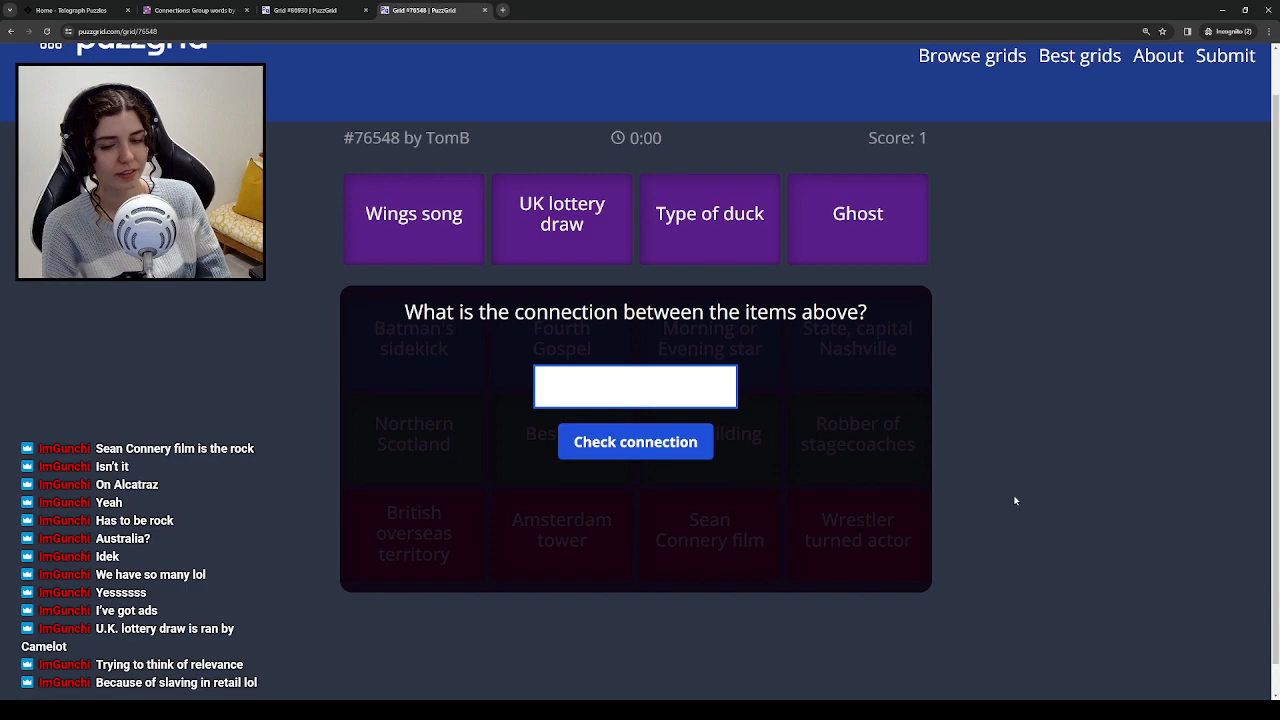 Home - Telegraph Puzzles
Connections: Group words by
Grid #86930 | PuzzGrid
Grid #76548 | PuzzGrid
puzzgrid.com/grid/76548
Incognito (2)
puzzgrid
Browse grids
Best grids
About
Submit
#76548 by TomB
0:00
Score: 1
Wings song
UK lottery
draw
Type of duck
Ghost
What is the connection between the items above?
Batman's
sidekick
Fourth
Gospel
Morning or
Evening star
State, capital
Nashville
Check connection
Northern
Scotland
Bes
ilding
Robber of
stagecoaches
British
overseas
territory
Amsterdam
tower
Sean
Connery film
Wrestler
turned actor
ImGunchi Sean Connery film is the rock
ImGunchi Isn't it
ImGunchi On Alcatraz
ImGunchi Yeah
ImGunchi Has to be rock
ImGunchi Australia?
ImGunchi Idek
ImGunchi We have so many lol
ImGunchi Yessssss
ImGunchi I've got ads
ImGunchi U.K. lottery draw is ran by
Camelot
ImGunchi Trying to think of relevance
ImGunchi Because of slaving in retail lol